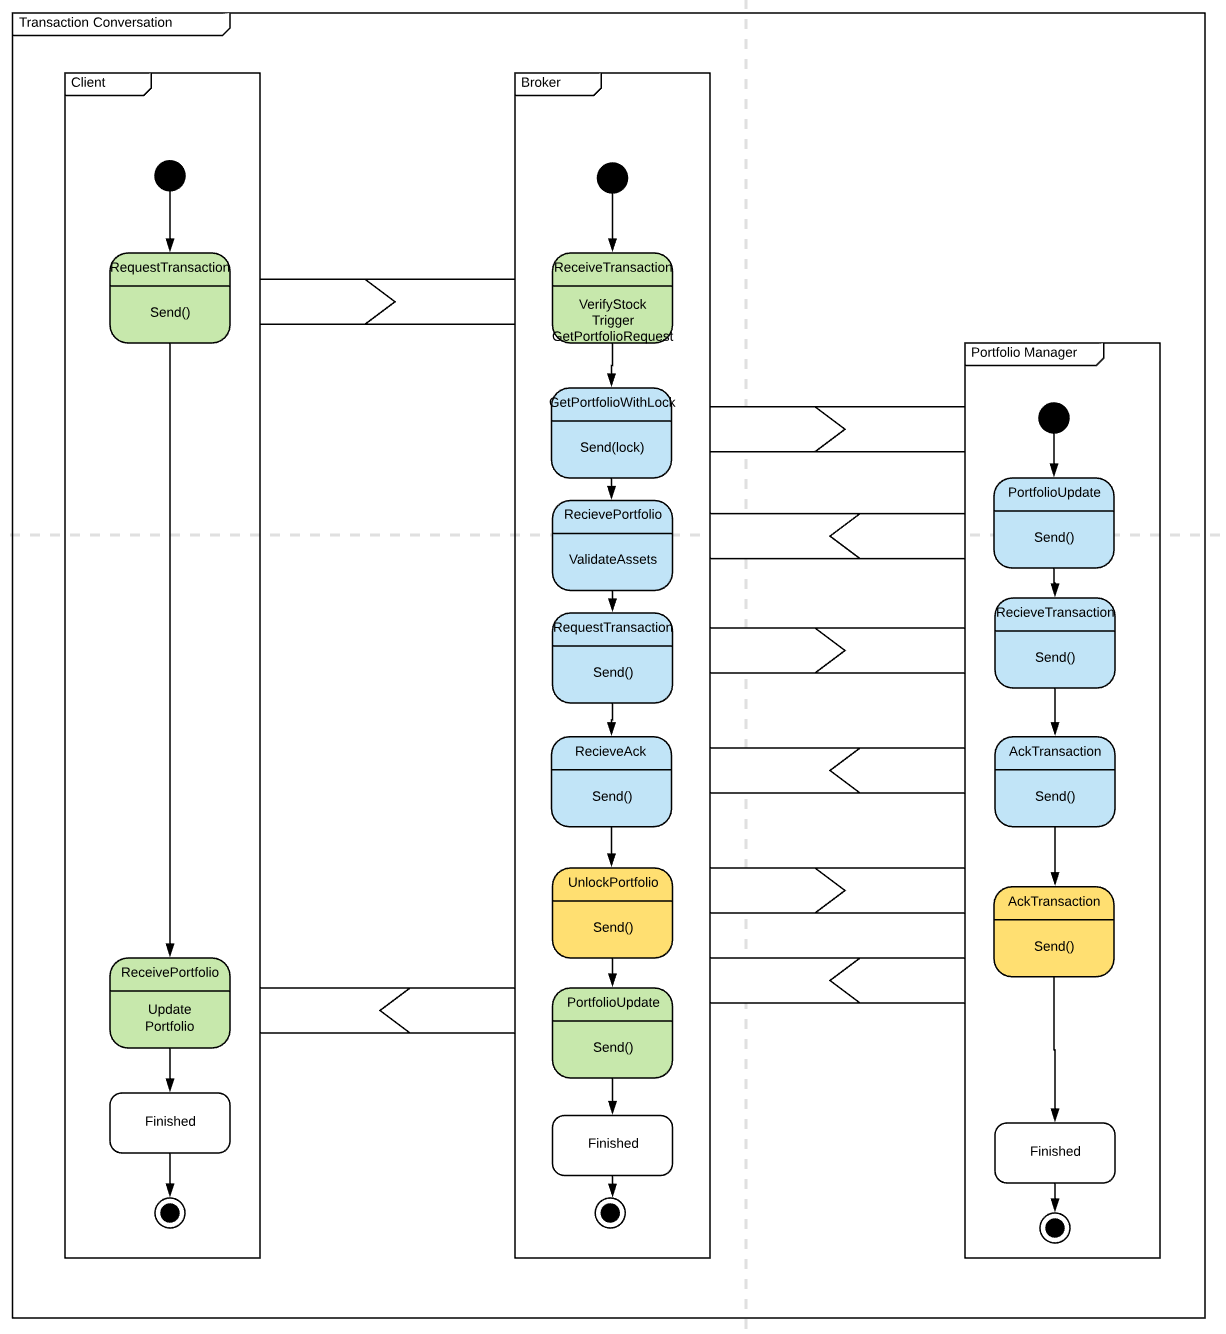 Transaction Conversation
Client
RequestTransaction
Send()
ReceivePortfolio
Update
Portfolio
Finished
Broker
ReceiveTransaction
VerifyStock
Trigger
GetPortfolioRequest
GetPortfolioWithLock
Send(lock)
RecievePortfolio
ValidateAssets
RequestTransaction
Send()
RecieveAck
Send()
UnlockPortfolio
Send()
PortfolioUpdate
Send()
Finished
Portfolio Manager
PortfolioUpdate
Send()
RecieveTransaction
Send()
AckTransaction
Send()
AckTransaction
Send()
Finished